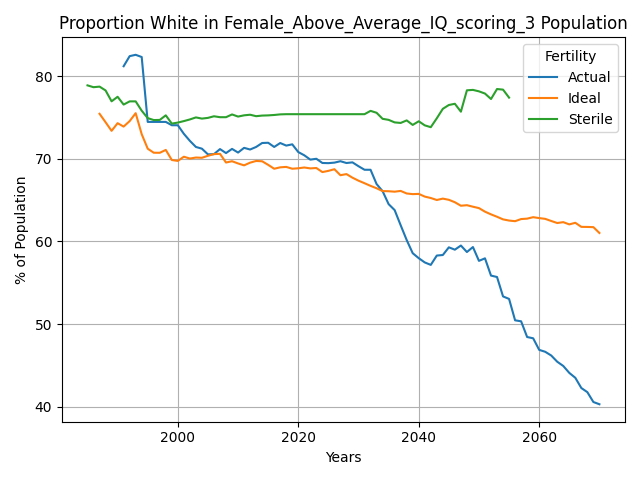 Proportion White in Female_Above_Average_IQ_scoring_3 Population
Fertility
Actual
Ideal
Sterile
% of Population
80
70
60
50
40
2000
2020
2040
2060
Years